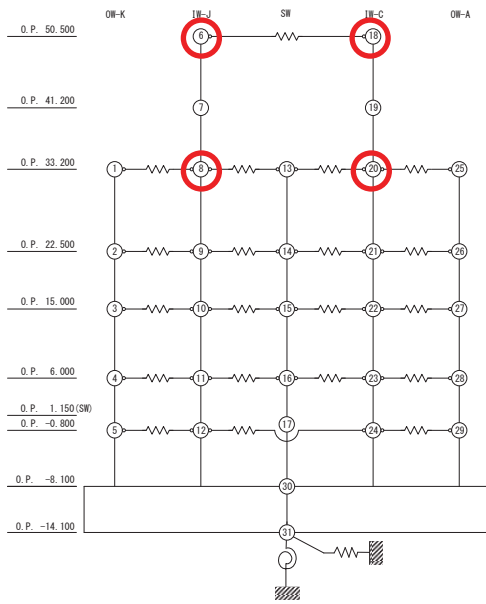 OW-K IW-J SW IW-C OW-A
O.P. 50.500 6 18
O.P. 41.200 7 19
O.P. 33.200 1 8 13 20 25
O.P. 22.500 2 9 14 21 26
O.P. 15.000 3 10 15 22 27
O.P. 6.000 4 11 16 23 28
O.P. 1.150(SW) 17
O.P. -0.800 5 12 24 29
O.P. -8.100 30
O.P. -14.100 31